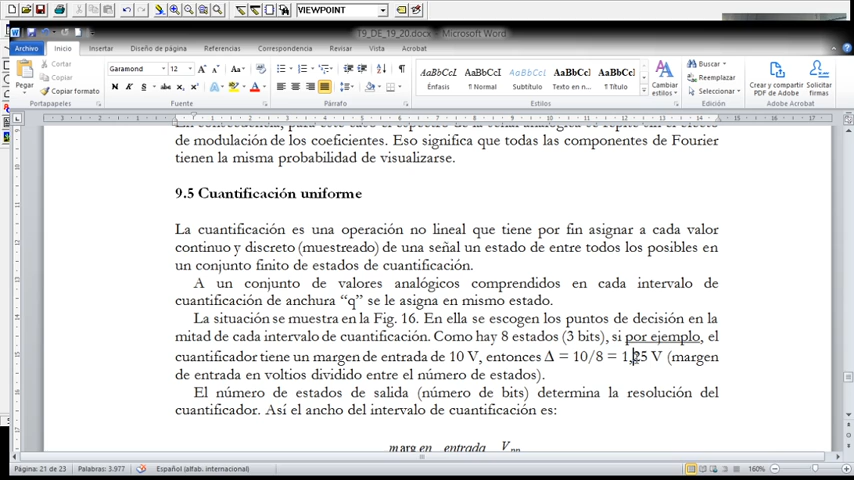 VIEWPOINT
T9_DE_19_20.docx - Microsoft Word
Archivo Inicio Insertar Diseño de página Referencias Correspondencia Revisar Vista Acrobat
Cortar
Copiar
Copiar formato
Pegar
Portapapeles
Garamond 12
N K S abc
Fuente
Párrafo
AaBbCcI AaBbCcI AaBbCcI AaBbCcI AaBbCcI
Énfasis Normal Subtítulo Texto en n... Título
Cambiar estilos
Estilos
Buscar
Reemplazar
Seleccionar
Edición
Crear y compartir PDF de Adobe
Solicitar firmas
Adobe Acrobat
de modulación de los coeficientes. Eso significa que todas las componentes de Fourier
tienen la misma probabilidad de visualizarse.
9.5 Cuantificación uniforme
La cuantificación es una operación no lineal que tiene por fin asignar a cada valor
continuo y discreto (muestreado) de una señal un estado de entre todos los posibles en
un conjunto finito de estados de cuantificación.
A un conjunto de valores analógicos comprendidos en cada intervalo de
cuantificación de anchura “q” se le asigna en mismo estado.
La situación se muestra en la Fig. 16. En ella se escogen los puntos de decisión en la
mitad de cada intervalo de cuantificación. Como hay 8 estados (3 bits), si por ejemplo, el
cuantificador tiene un margen de entrada de 10 V, entonces Δ = 10/8 = 1,25 V (margen
de entrada en voltios dividido entre el número de estados).
El número de estados de salida (número de bits) determina la resolución del
cuantificador. Así el ancho del intervalo de cuantificación es:
marg en_entrada V
Página: 21 de 23 Palabras: 3.977 Español (alfab. internacional) 160%